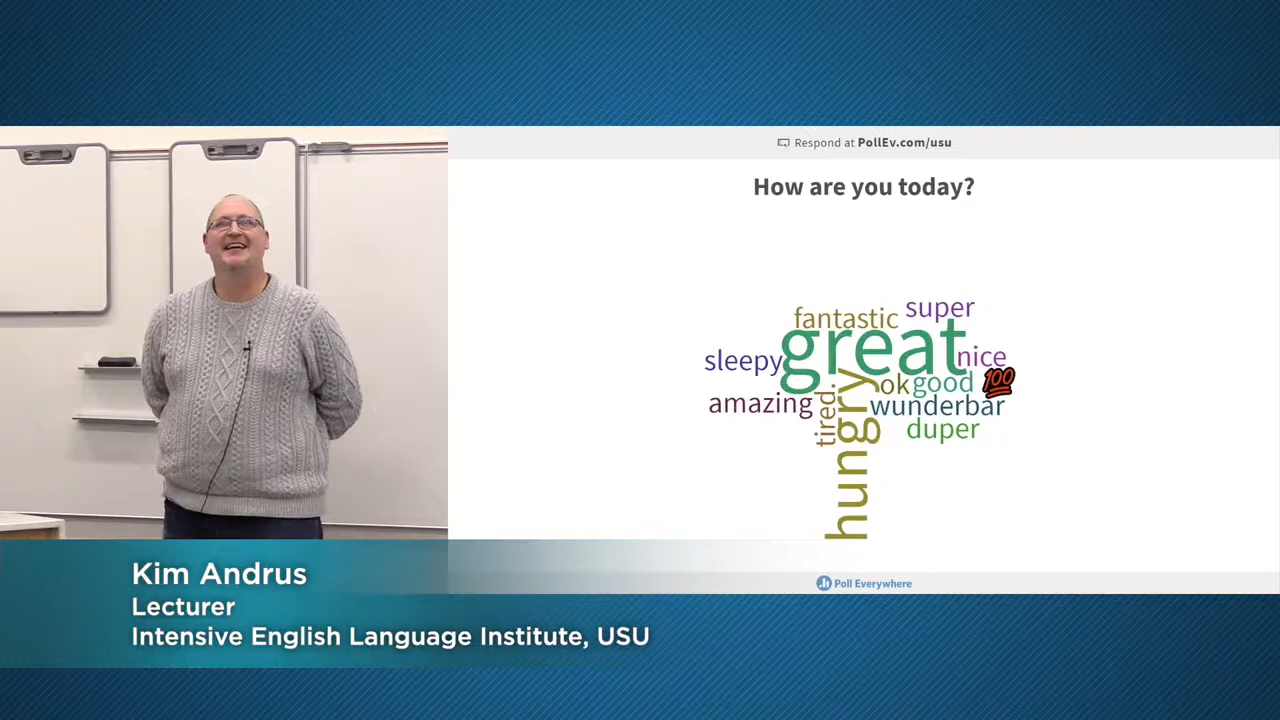 Respond at PollEv.com/usu
How are you today?
fantastic super
great
sleepy nice
ok good 💯
amazing tired. wunderbar
duper
hungry
Poll Everywhere
Kim Andrus
Lecturer
Intensive English Language Institute, USU